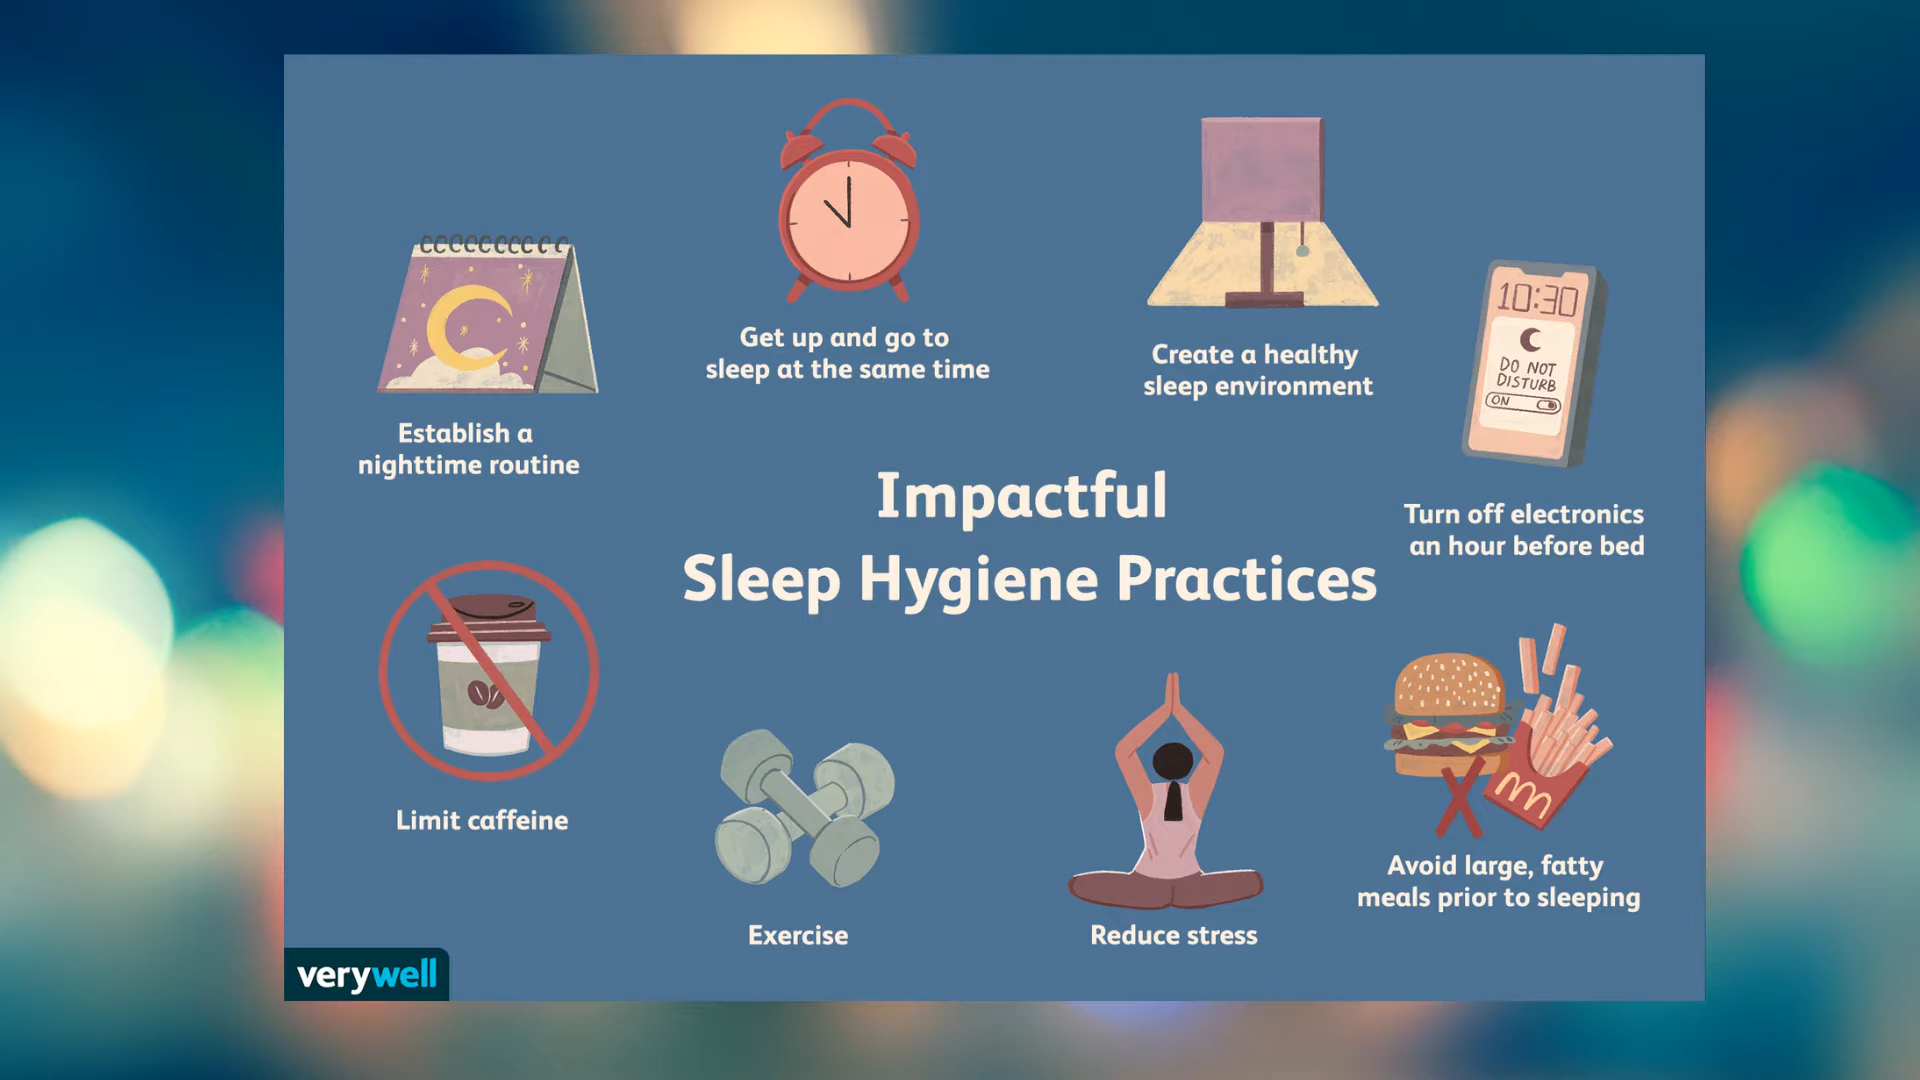 Get up and go to
sleep at the same time
Create a healthy
sleep environment
10:30
DO NOT
DISTURB
ON
Establish a
nighttime routine
Impactful
Sleep Hygiene Practices
Turn off electronics
an hour before bed
Limit caffeine
Exercise
Reduce stress
Avoid large, fatty
meals prior to sleeping
verywell